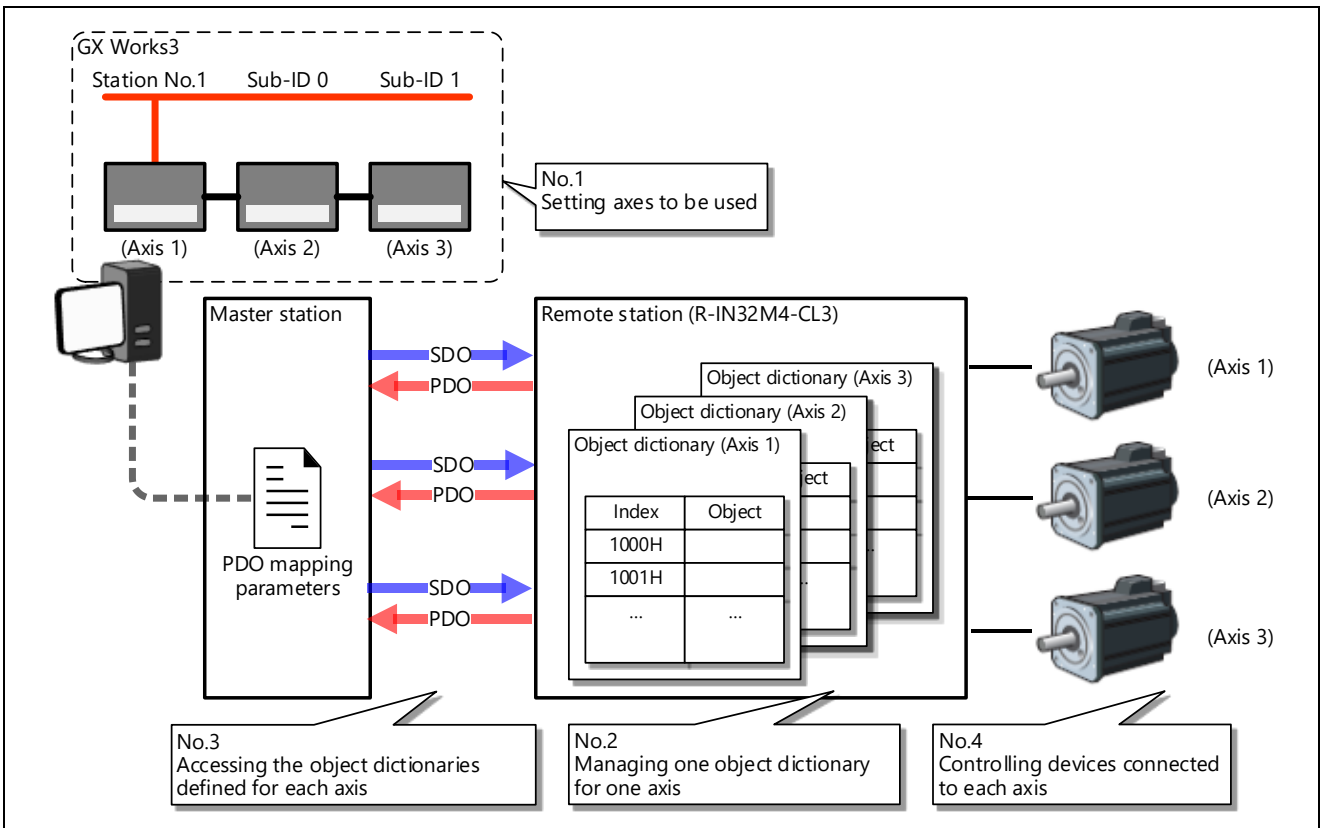 GX Works3
Station No.1 Sub-ID 0 Sub-ID 1
(Axis 1) (Axis 2) (Axis 3)
No.1
Setting axes to be used
Master station
PDO mapping
parameters
SDO
PDO
SDO
PDO
SDO
PDO
Remote station (R-IN32M4-CL3)
Object dictionary (Axis 3)
ject
...
Object dictionary (Axis 2)
ject
...
Object dictionary (Axis 1)
Index Object
1000H
1001H
... ...
(Axis 1)
(Axis 2)
(Axis 3)
No.3
Accessing the object dictionaries
defined for each axis
No.2
Managing one object dictionary
for one axis
No.4
Controlling devices connected
to each axis